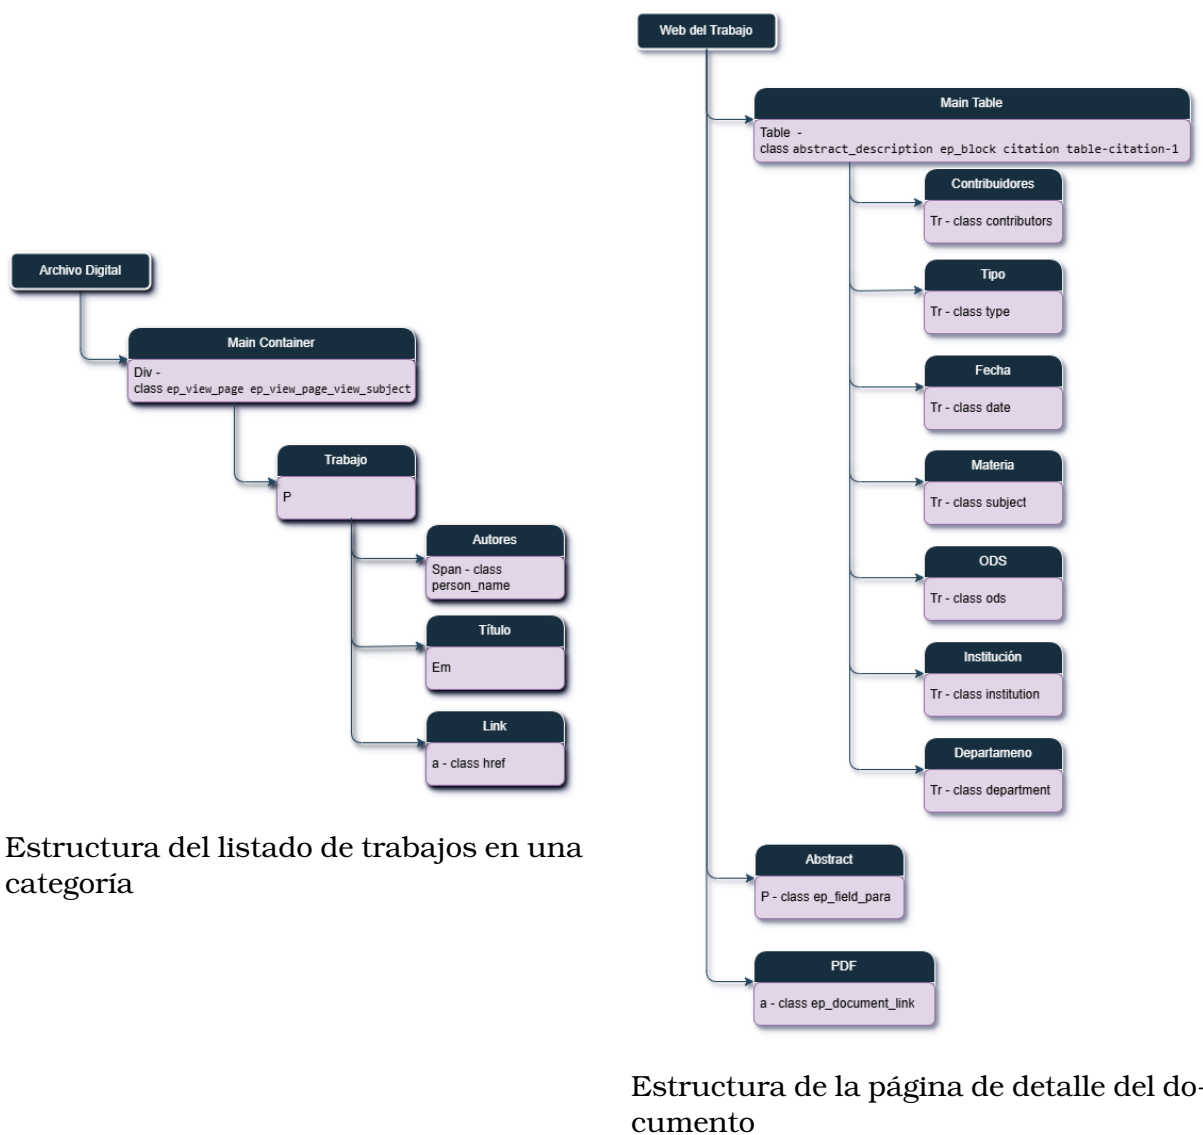 Archivo Digital
Main Container
Div -
class ep_view_page ep_view_page_view_subject
Trabajo
P
Autores
Span - class
person_name
Título
Em
Link
a - class href
Estructura del listado de trabajos en una
categoría
Web del Trabajo
Main Table
Table -
class abstract_description ep_block citation table-citation-1
Contribuidores
Tr - class contributors
Tipo
Tr - class type
Fecha
Tr - class date
Materia
Tr - class subject
ODS
Tr - class ods
Institución
Tr - class institution
Departameno
Tr - class department
Abstract
P - class ep_field_para
PDF
a - class ep_document_link
Estructura de la página de detalle del do-
cumento